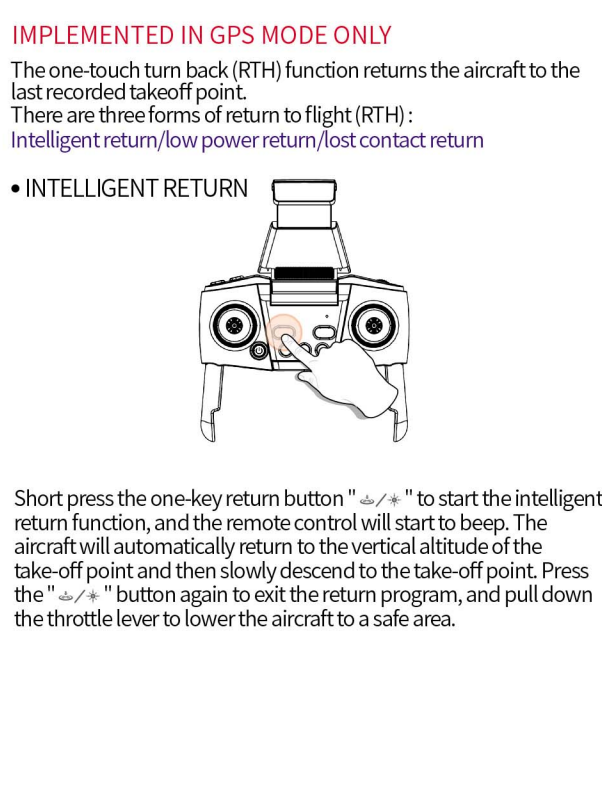 IMPLEMENTED IN GPS MODE ONLY
The one-touch turn back (RTH) function returns the aircraft to the
last recorded takeoff point.
There are three forms of return to flight (RTH) :
Intelligent return/low power return/lost contact return
• INTELLIGENT RETURN
Short press the one-key return button " / " to start the intelligent
return function, and the remote control will start to beep. The
aircraft will automatically return to the vertical altitude of the
take-off point and then slowly descend to the take-off point. Press
the " / " button again to exit the return program, and pull down
the throttle lever to lower the aircraft to a safe area.